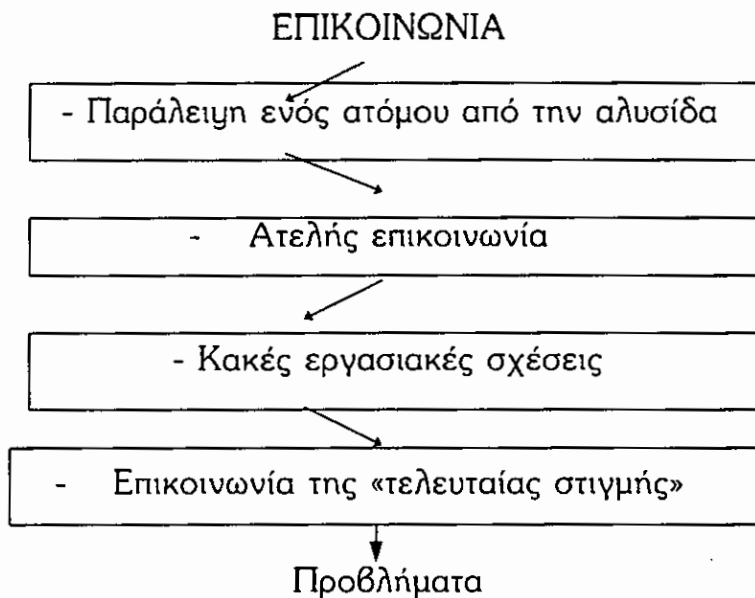 ΕΠΙΚΟΙΝΩΝΙΑ
- Παράλειψη ενός ατόμου από την αλυσίδα
- Ατελής επικοινωνία
- Κακές εργασιακές σχέσεις
- Επικοινωνία της «τελευταίας στιγμής»
Προβλήματα